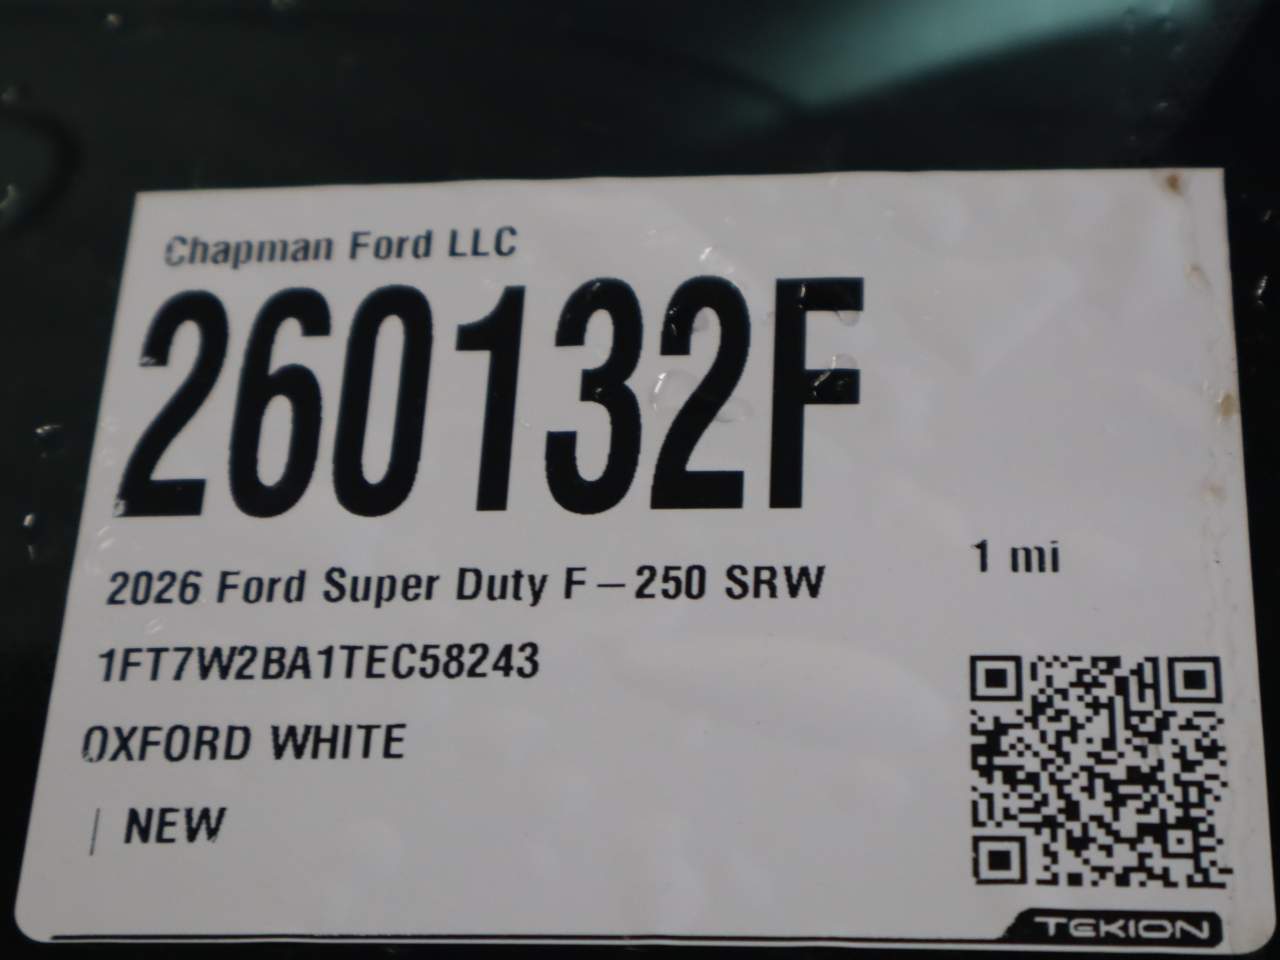 Chapman Ford LLC
260132F
2026 Ford Super Duty F-250 SRW
1 mi
1FT7W2BA1TEC58243
OXFORD WHITE
| NEW
TEKION